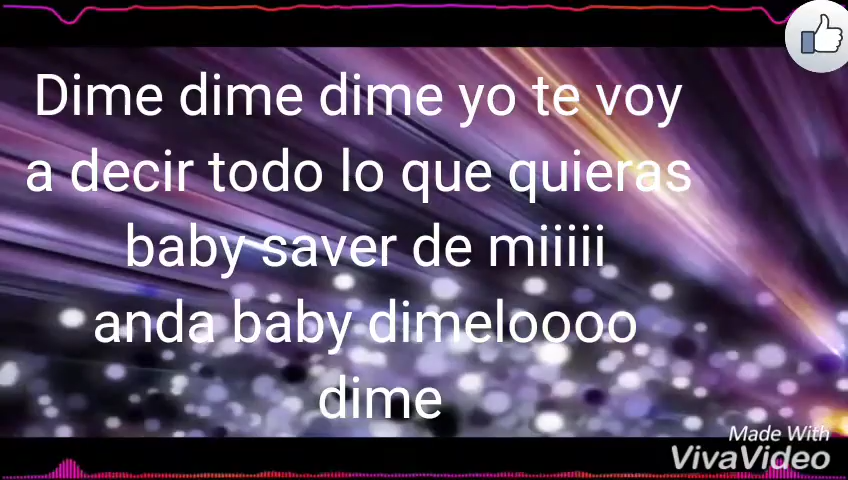 Dime dime dime yo te voy
a decir todo lo que quieras
baby saver de miiiii
anda baby dimeloooo
dime
Made With
VivaVideo